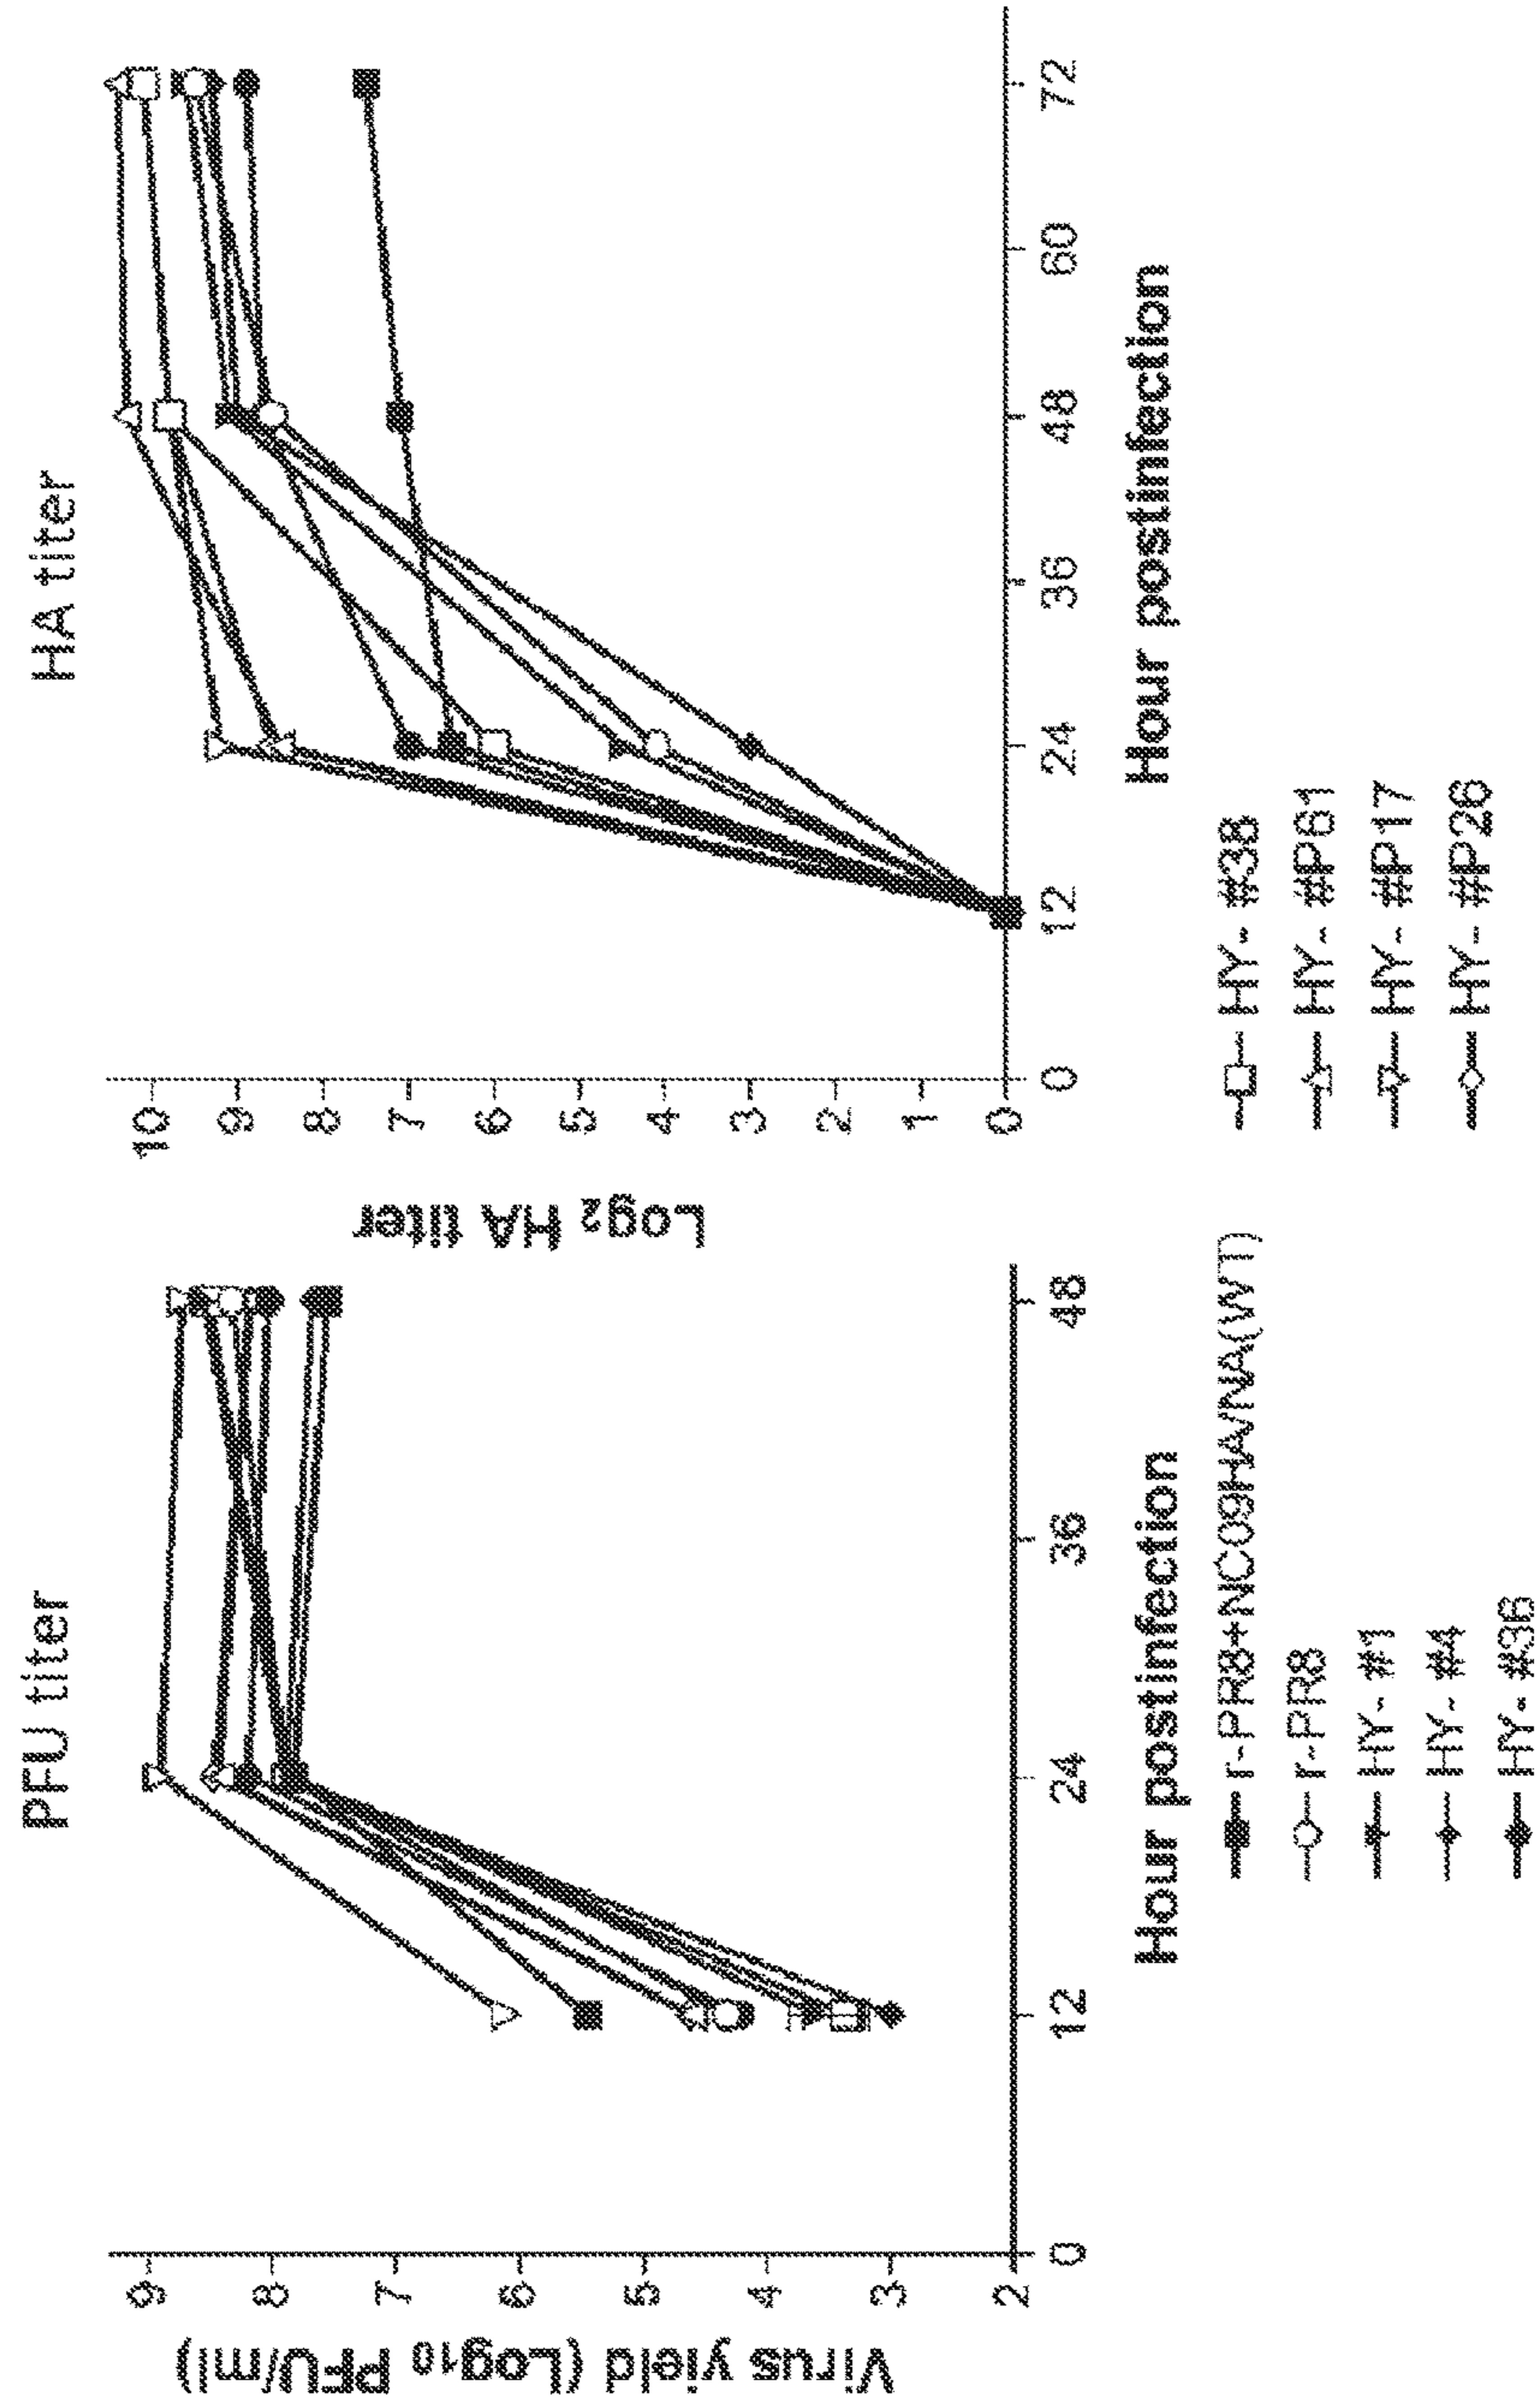 PFU titer
Virus yield (Log₁₀ PFU/ml)
9
8
7
6
5
4
3
2
0
12
24
36
48
Hour postinfection
HA titer
Log₂ HA titer
10
9
8
7
6
5
4
3
2
1
0
0
12
24
36
48
60
72
Hour postinfection
r-PR8+NC09HA/NA(WT)
r-PR8
HY- #1
HY- #4
HY- #36
HY- #38
HY- #P61
HY- #P17
HY- #P26